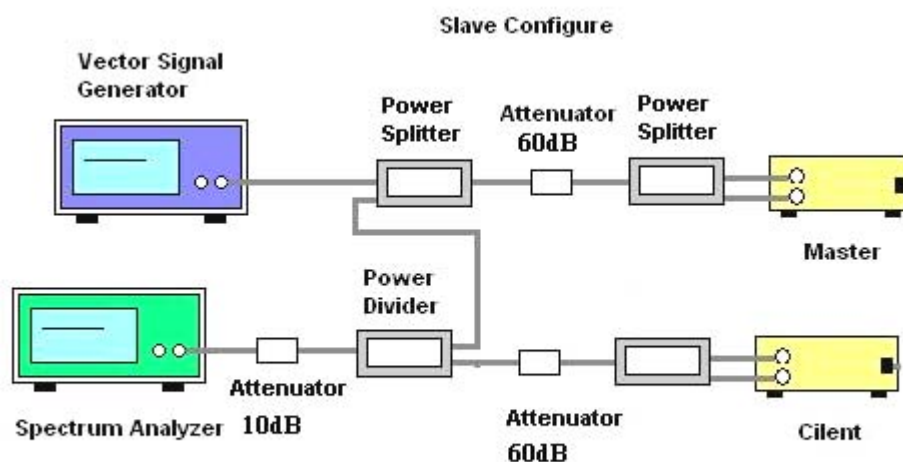 Slave Configure
Vector Signal
Generator
Power
Splitter
Attenuator
60dB
Power
Splitter
Master
Power
Divider
Attenuator
10dB
Spectrum Analyzer
Attenuator
60dB
Cilent